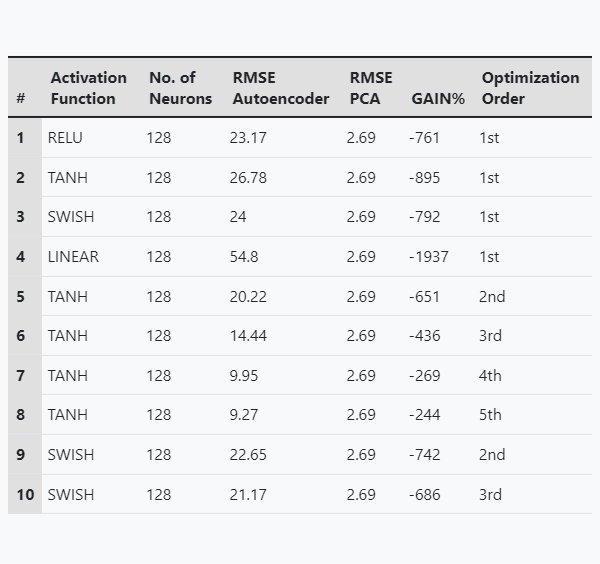 # Activation Function No. of Neurons RMSE Autoencoder RMSE PCA GAIN% Optimization Order
1 RELU 128 23.17 2.69 -761 1st
2 TANH 128 26.78 2.69 -895 1st
3 SWISH 128 24 2.69 -792 1st
4 LINEAR 128 54.8 2.69 -1937 1st
5 TANH 128 20.22 2.69 -651 2nd
6 TANH 128 14.44 2.69 -436 3rd
7 TANH 128 9.95 2.69 -269 4th
8 TANH 128 9.27 2.69 -244 5th
9 SWISH 128 22.65 2.69 -742 2nd
10 SWISH 128 21.17 2.69 -686 3rd